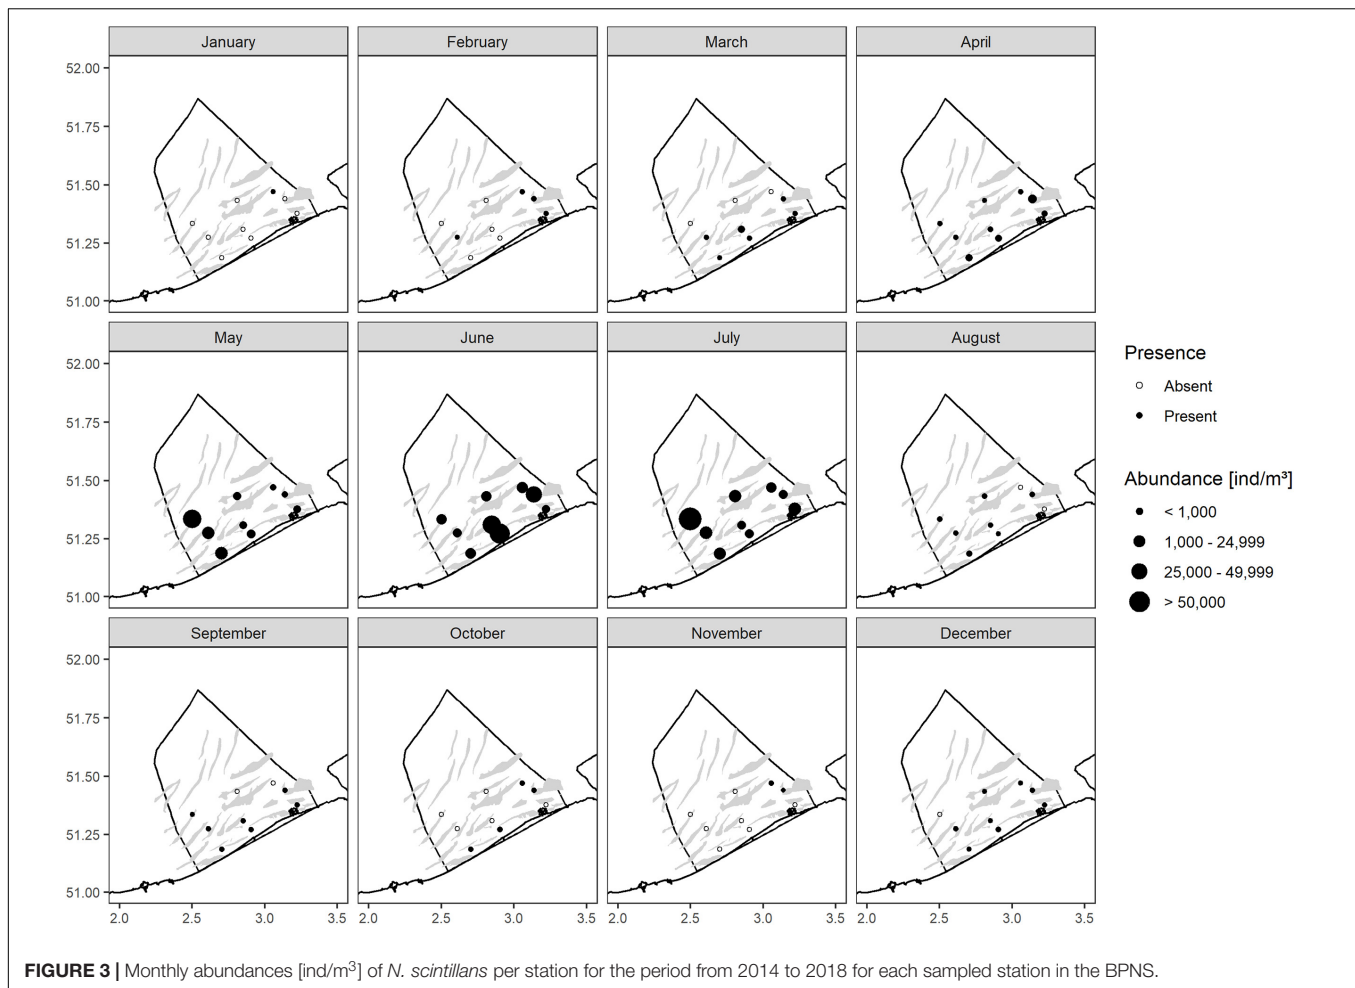 January February March April
52.00
51.75
51.50
51.25
51.00
May June July August
52.00
51.75
51.50
51.25
51.00
September October November December
52.00
51.75
51.50
51.25
51.00
2.0 2.5 3.0 3.5 2.0 2.5 3.0 3.5 2.0 2.5 3.0 3.5 2.0 2.5 3.0 3.5
Presence
Absent
Present
Abundance [ind/m³]
< 1,000
1,000 - 24,999
25,000 - 49,999
> 50,000
FIGURE 3 | Monthly abundances [ind/m³] of N. scintillans per station for the period from 2014 to 2018 for each sampled station in the BPNS.